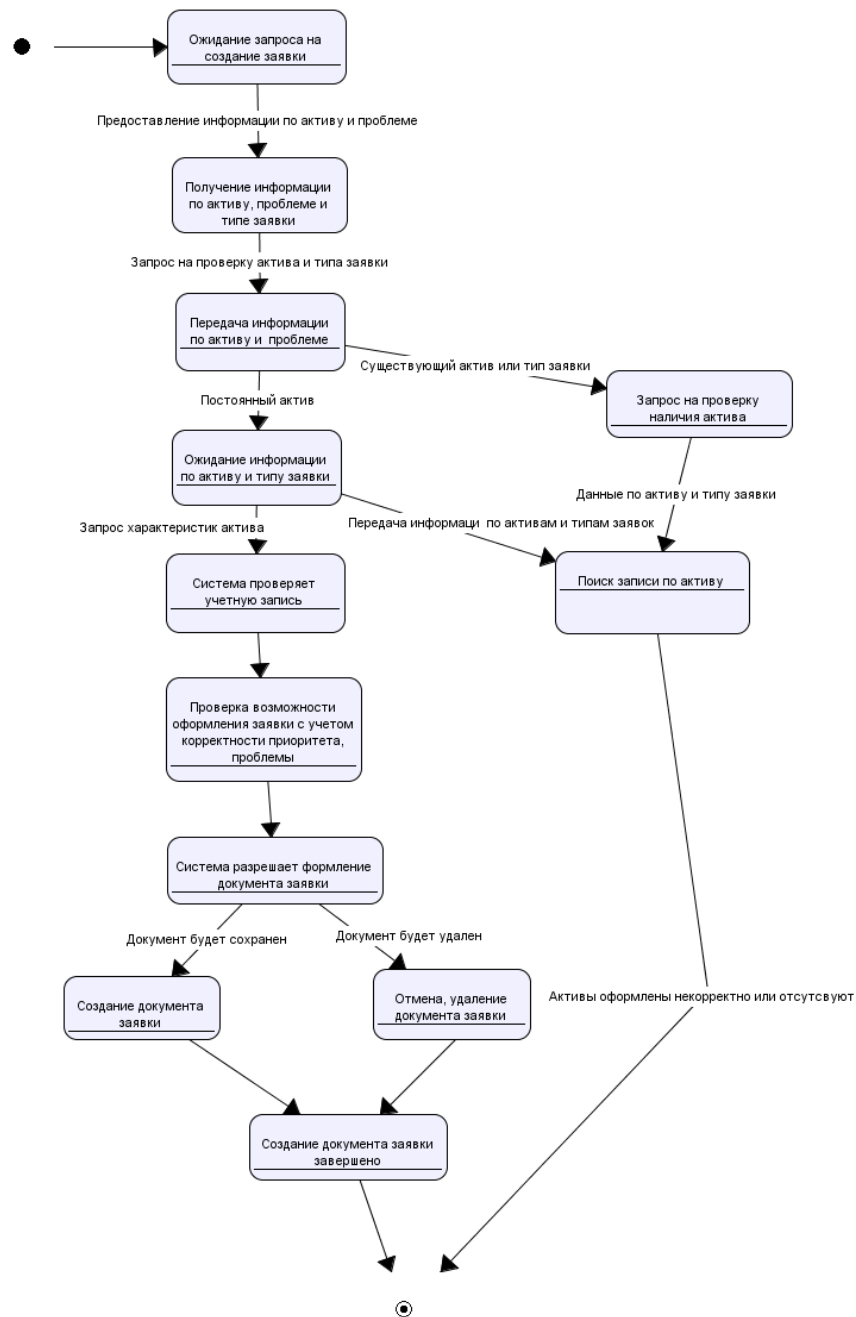 Ожидание запроса на
создание заявки
Предоставление информации по активу и проблеме
Получение информации
по активу, проблеме и
типе заявки
Запрос на проверку актива и типа заявки
Передача информации
по активу и проблеме
Существующий актив или тип заявки
Запрос на проверку
наличия актива
Постоянный актив
Ожидание информации
по активу и типу заявки
Данные по активу и типу заявки
Запрос характеристик актива
Передача информаци по активам и типам заявок
Система проверяет
учетную запись
Поиск записи по активу
Проверка возможности
оформления заявки с учетом
корректности приоритета,
проблемы
Система разрешает формление
документа заявки
Документ будет сохранен
Документ будет удален
Создание документа
заявки
Отмена, удаление
документа заявки
Активы оформлены некорректно или отсутсвуют
Создание документа заявки
завершено